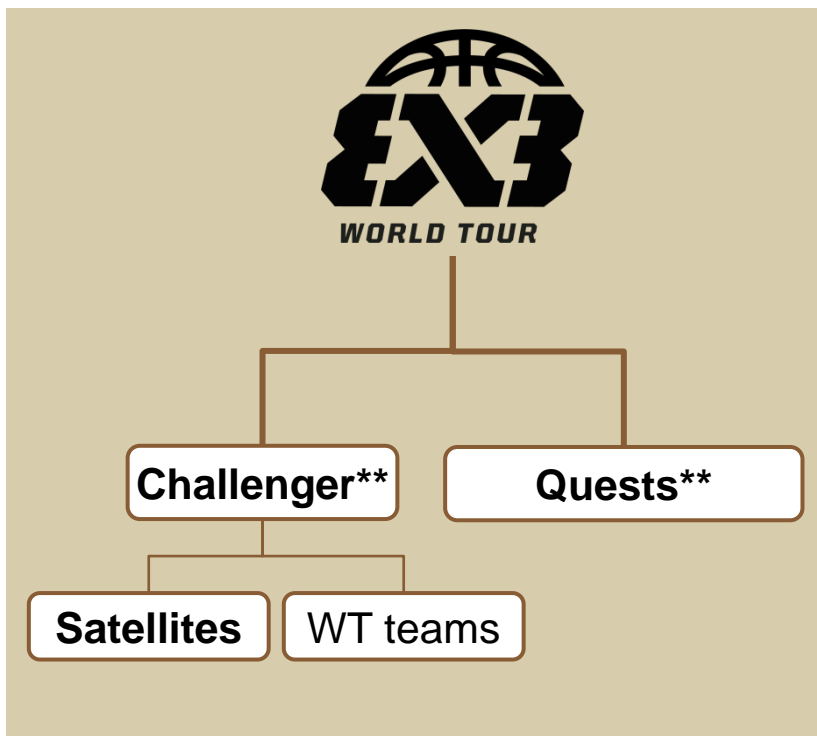 3X3
WORLD TOUR
Challenger**
Quests**
Satellites
WT teams